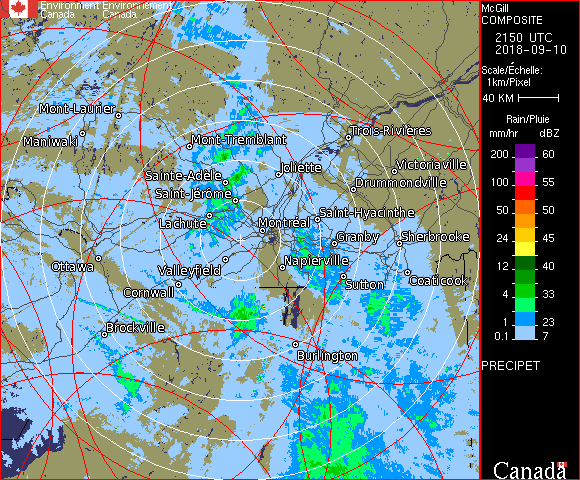 Environment Environnement
Canada Canada
McGill
COMPOSITE
2150 UTC
2018-09-10
Scale/Échelle:
1km/Pixel
40 KM
Rain/Pluie
mm/hr dBZ
200 60
100 55
50 50
24 45
12 40
4 33
1 23
0.1 7
PRECIPET
Canada
Mont-Laurier
Maniwaki
Mont-Tremblant
Trois-Rivières
Joliette
Victoriaville
Sainte-Adèle
Drummondville
Saint-Jérôme
Lachute
Saint-Hyacinthe
Montréal
Granby
Sherbrooke
Ottawa
Valleyfield
Napierville
Coaticook
Sutton
Cornwall
Brockville
Burlington